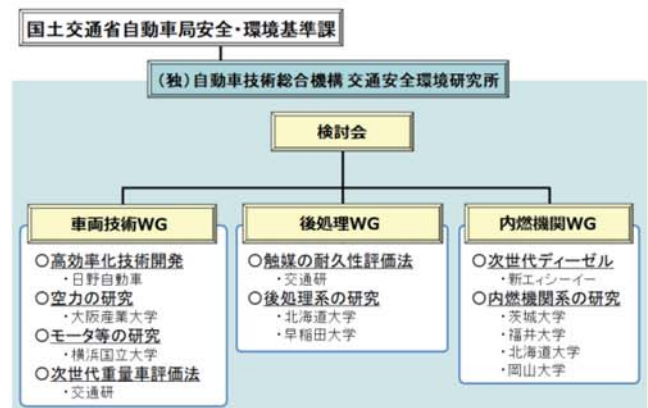 国土交通省自動車局安全・環境基準課
（独）自動車技術総合機構 交通安全環境研究所
検討会
車両技術WG
○高効率化技術開発
・日野自動車
○空力の研究
・大阪産業大学
○モータ等の研究
・横浜国立大学
○次世代重量車評価法
・交通研
後処理WG
○触媒の耐久性評価法
・交通研
○後処理系の研究
・北海道大学
・早稲田大学
内燃機関WG
○次世代ディーゼル
・新エィシーイー
○内燃機関系の研究
・茨城大学
・福井大学
・北海道大学
・岡山大学